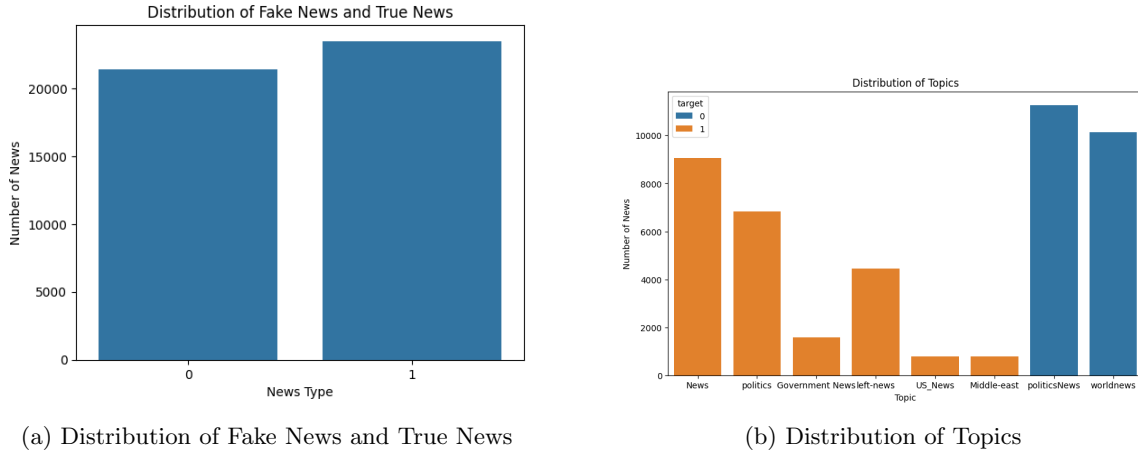 Distribution of Fake News and True News
20000
15000
10000
5000
0
Number of News
0 1
News Type
(a) Distribution of Fake News and True News
Distribution of Topics
target
0
1
10000
8000
6000
4000
2000
0
Number of News
News politics Government News left-news US_News Middle-east politicsNews worldnews
Topic
(b) Distribution of Topics